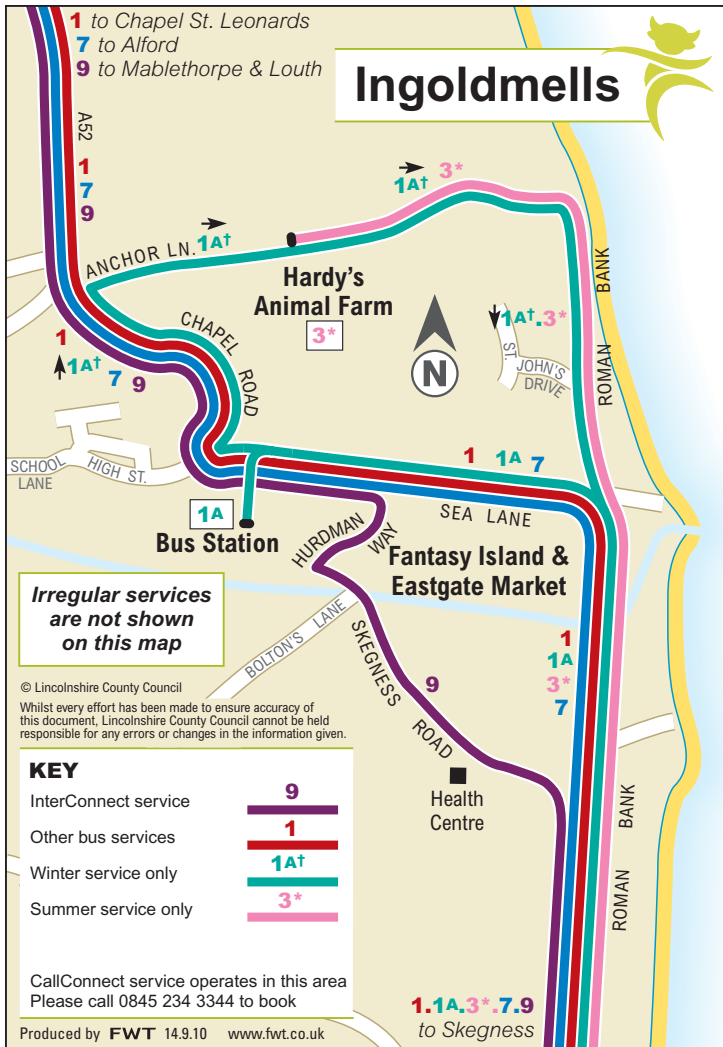 1 to Chapel St. Leonards
7 to Alford
9 to Mablethorpe & Louth
Ingoldmells
A52
1
7
9
1A† 3*
1A†
ANCHOR LN.
Hardy's
Animal Farm
3*
BANK
ROMAN
1A†.3*
ST. JOHN'S
DRIVE
N
CHAPEL ROAD
1
1A†
7 9
SCHOOL
LANE
HIGH ST.
1 1A 7
SEA LANE
1A
Bus Station
HURDMAN WAY
Fantasy Island &
Eastgate Market
Irregular services
are not shown
on this map
BOLTON'S LANE
SKEGNESS ROAD
9
1
1A
3*
7
© Lincolnshire County Council
Whilst every effort has been made to ensure accuracy of
this document, Lincolnshire County Council cannot be held
responsible for any errors or changes in the information given.
Health
Centre
BANK
ROMAN
KEY
InterConnect service 9
Other bus services 1
Winter service only 1A†
Summer service only 3*
CallConnect service operates in this area
Please call 0845 234 3344 to book
1.1A.3*.7.9
to Skegness
Produced by FWT 14.9.10 www.fwt.co.uk